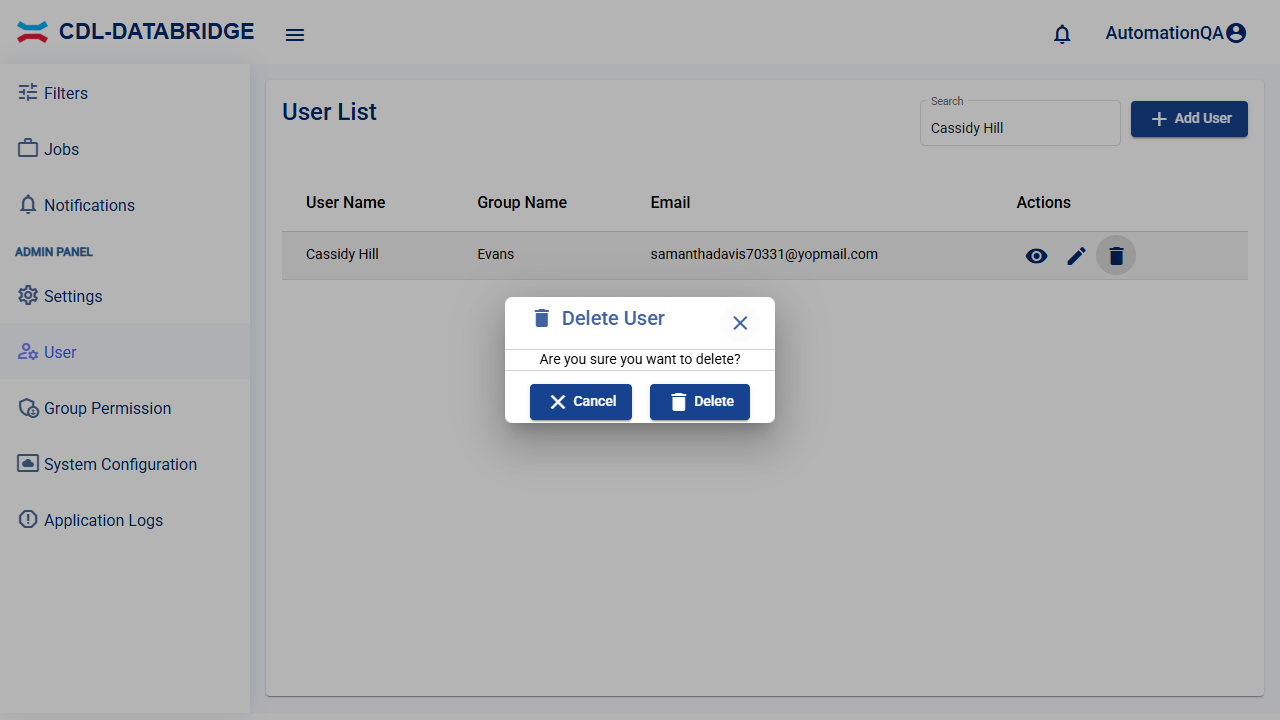 CDL-DATABRIDGE
AutomationQA
Filters
Jobs
Notifications
ADMIN PANEL
Settings
User
Group Permission
System Configuration
Application Logs
User List
Search
Cassidy Hill
Add User
User Name Group Name Email Actions
Cassidy Hill Evans samanthadavis70331@yopmail.com
Delete User
Are you sure you want to delete?
Cancel Delete